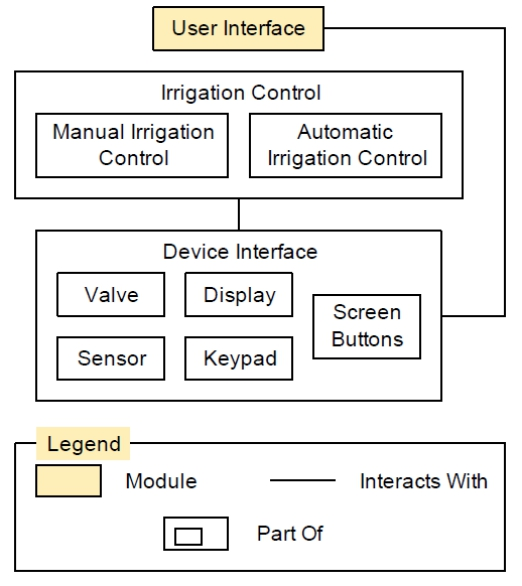 User Interface
Irrigation Control
Manual Irrigation
Control
Automatic
Irrigation Control
Device Interface
Valve
Display
Screen
Buttons
Sensor
Keypad
Legend
Module
Interacts With
Part Of